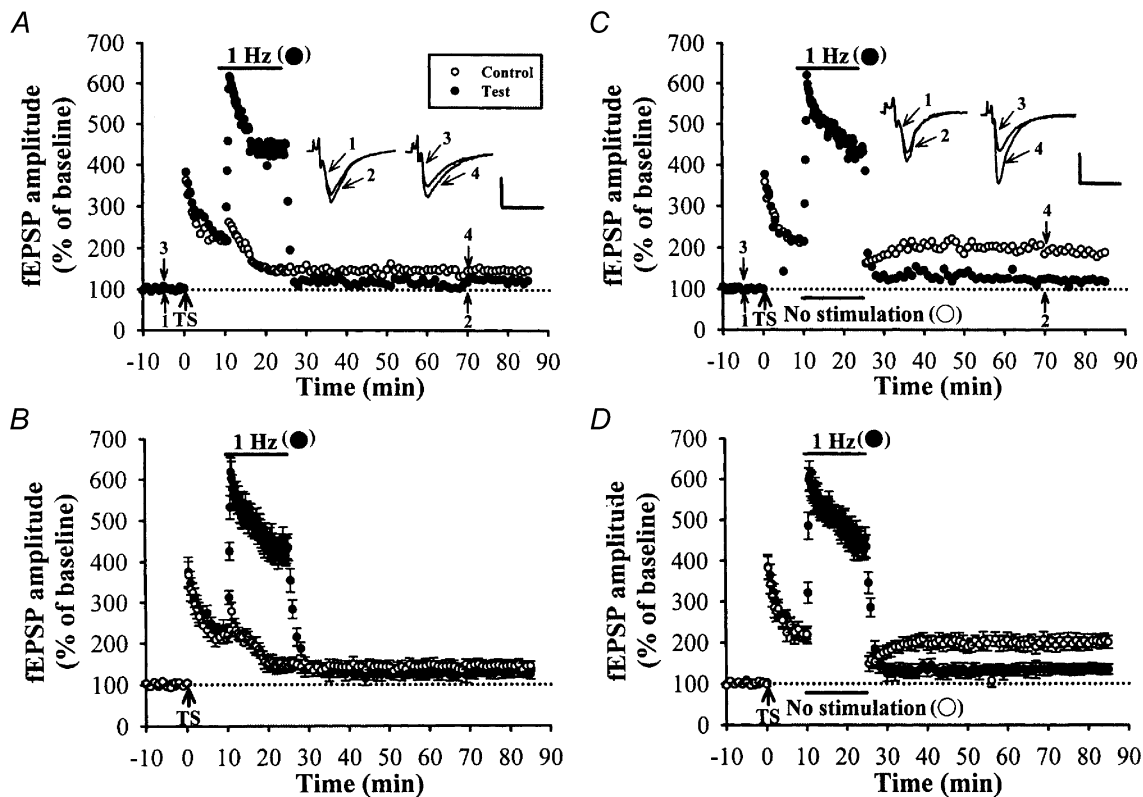 A
700
600
500
400
300
200
100
0
fEPSP amplitude
(% of baseline)
1 Hz (●)
Control
Test
1
2
3
4
3
1
TS
4
2
-10 0 10 20 30 40 50 60 70 80 90
Time (min)
C
700
600
500
400
300
200
100
0
fEPSP amplitude
(% of baseline)
1 Hz (●)
1
2
3
4
3
1
TS
4
2
No stimulation (○)
-10 0 10 20 30 40 50 60 70 80 90
Time (min)
B
700
600
500
400
300
200
100
0
fEPSP amplitude
(% of baseline)
1 Hz (●)
TS
-10 0 10 20 30 40 50 60 70 80 90
Time (min)
D
700
600
500
400
300
200
100
0
fEPSP amplitude
(% of baseline)
1 Hz (●)
TS
No stimulation (○)
-10 0 10 20 30 40 50 60 70 80 90
Time (min)